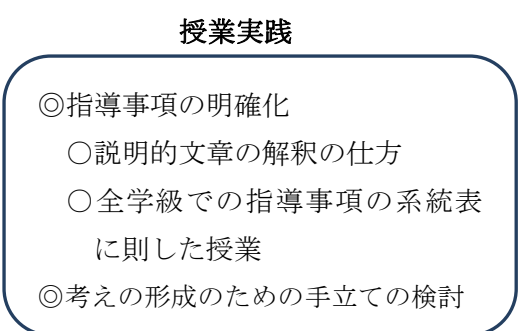 授業実践
◎指導事項の明確化
〇説明的文章の解釈の仕方
〇全学級での指導事項の系統表
に則した授業
◎考えの形成のための手立ての検討